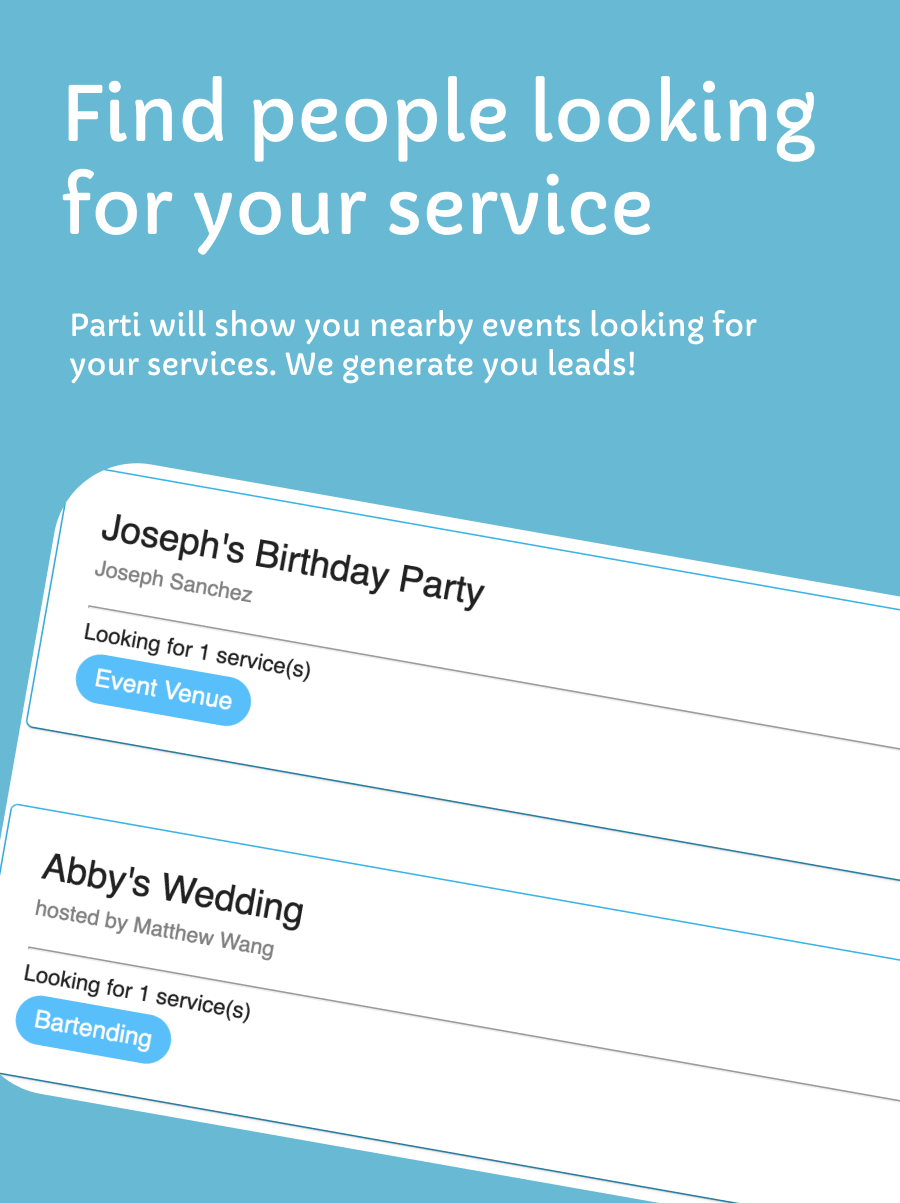 Find people looking
for your service
Parti will show you nearby events looking for
your services. We generate you leads!
Joseph's Birthday Party
Joseph Sanchez
Looking for 1 service(s)
Event Venue
Abby's Wedding
hosted by Matthew Wang
Looking for 1 service(s)
Bartending